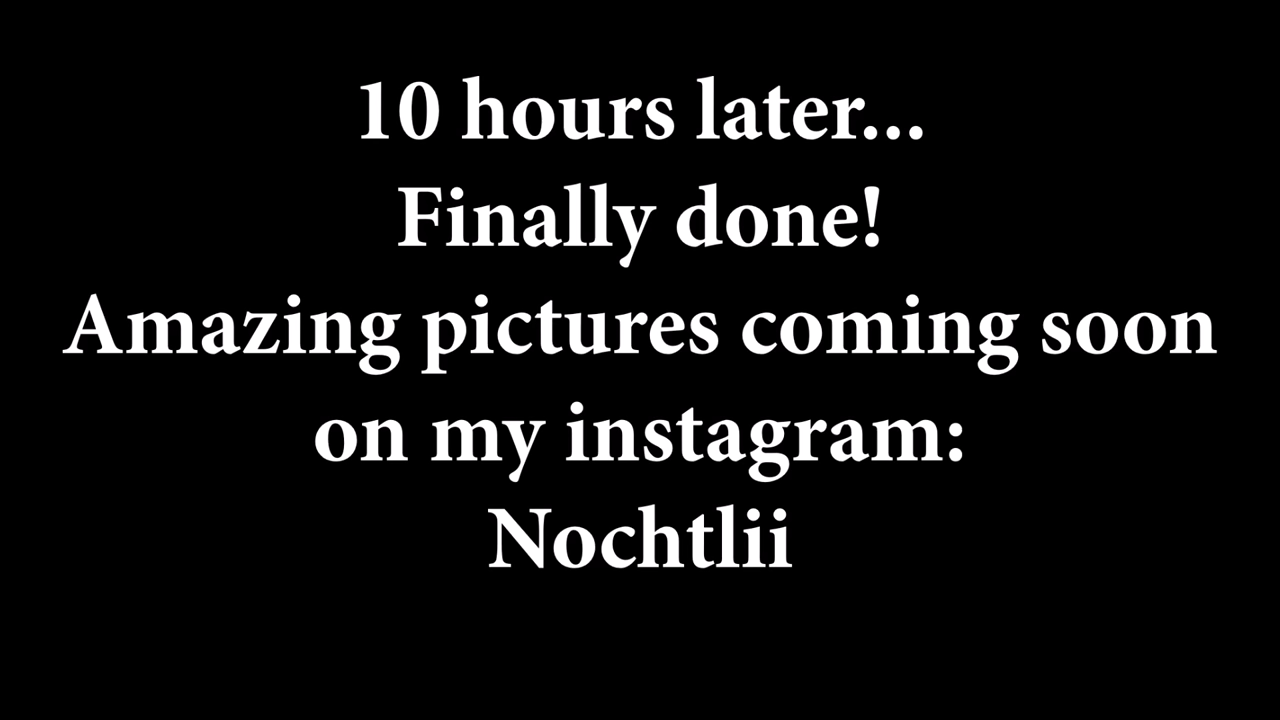 10 hours later...
Finally done!
Amazing pictures coming soon
on my instagram:
Nochtlii